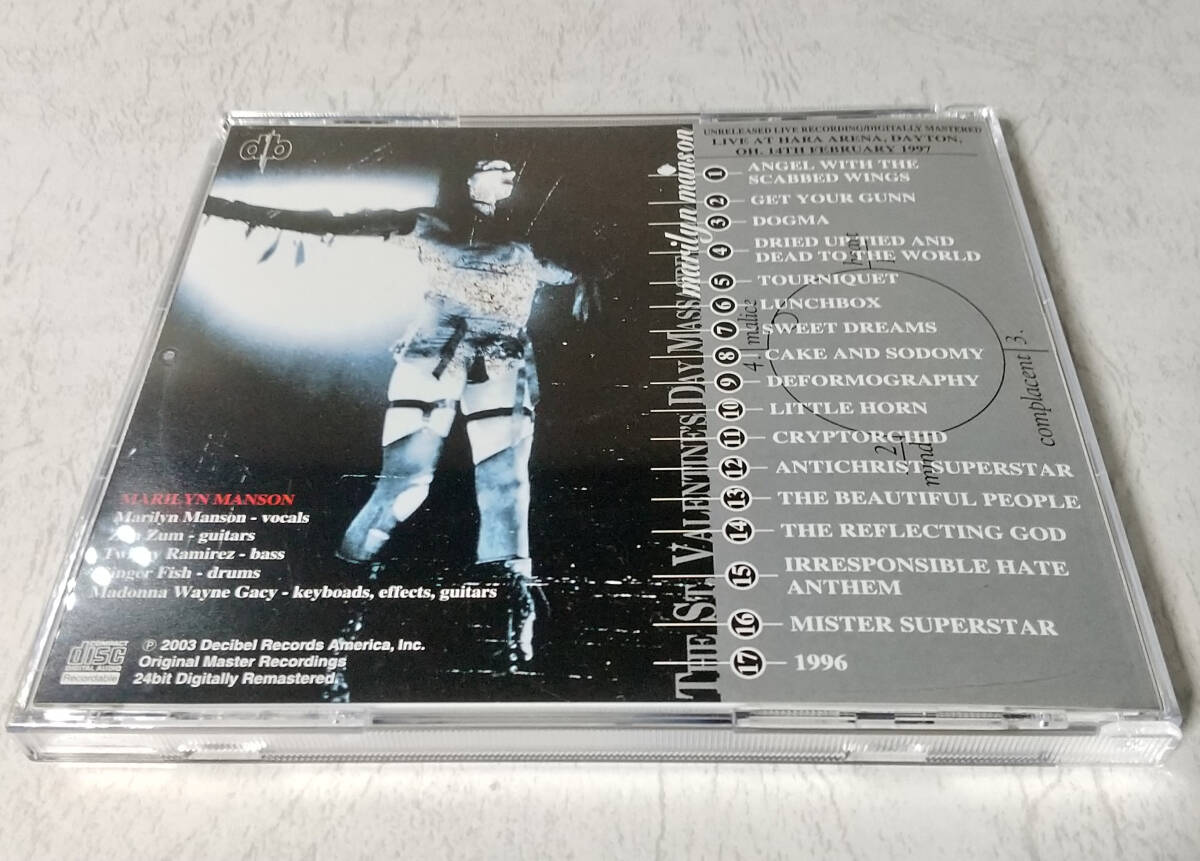 db
UNRELEASED LIVE RECORDING/DIGITALLY MASTERED
LIVE AT HARA ARENA, DAYTON,
OH. 14TH FEBRUARY 1997
1 ANGEL WITH THE
SCABBED WINGS
2 GET YOUR GUNN
3 DOGMA
4 DRIED UP TIED AND
DEAD TO THE WORLD
5 TOURNIQUET
6 LUNCHBOX
7 SWEET DREAMS
8 CAKE AND SODOMY
9 DEFORMOGRAPHY
10 LITTLE HORN
11 CRYPTORCHID
12 ANTICHRIST SUPERSTAR
13 THE BEAUTIFUL PEOPLE
14 THE REFLECTING GOD
15 IRRESPONSIBLE HATE
ANTHEM
16 MISTER SUPERSTAR
17 1996
4. malice
complacent 3.
2. mind
THE ST. VALENTINE'S DAY MASS marilyn manson
MARILYN MANSON
Marilyn Manson - vocals
Zum - guitars
Ramirez - bass
Fish - drums
Madonna Wayne Gacy - keyboads, effects, guitars
COMPACT
disc
DIGITAL AUDIO
Recordable
℗ 2003 Decibel Records America, Inc.
Original Master Recordings
24bit Digitally Remastered